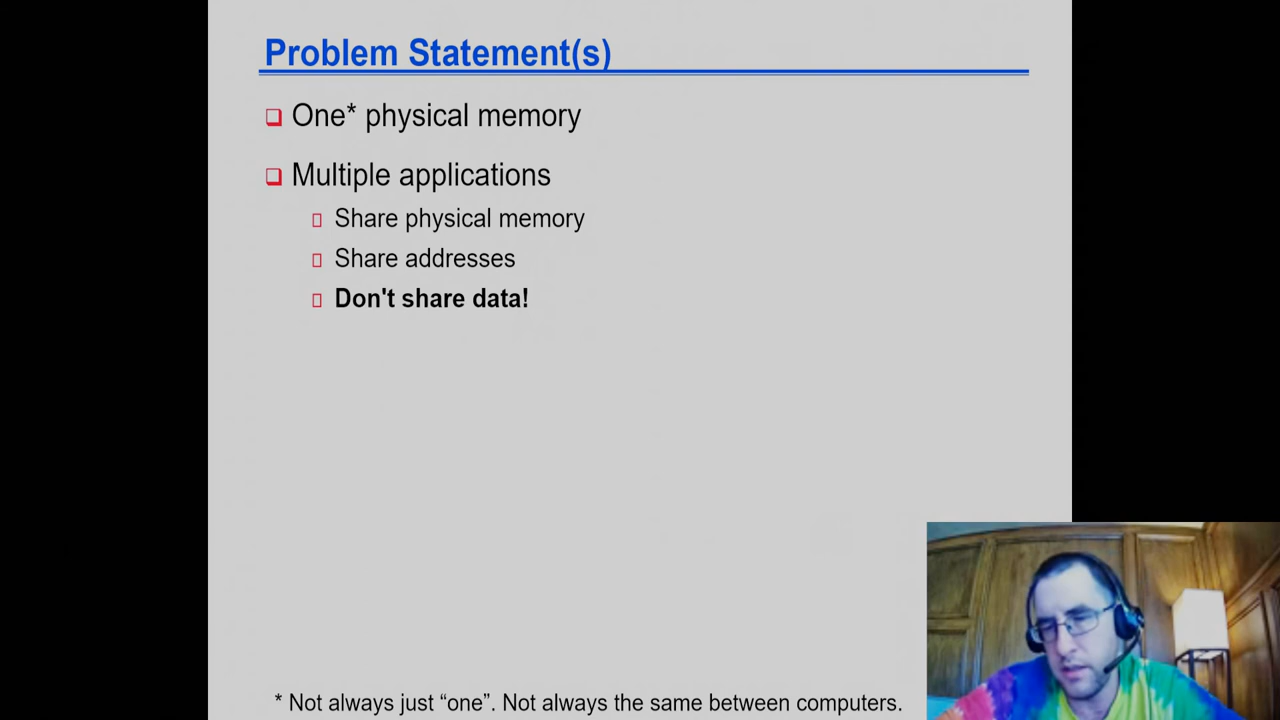 Problem Statement(s)
One* physical memory
Multiple applications
Share physical memory
Share addresses
Don't share data!
* Not always just “one”. Not always the same between computers.